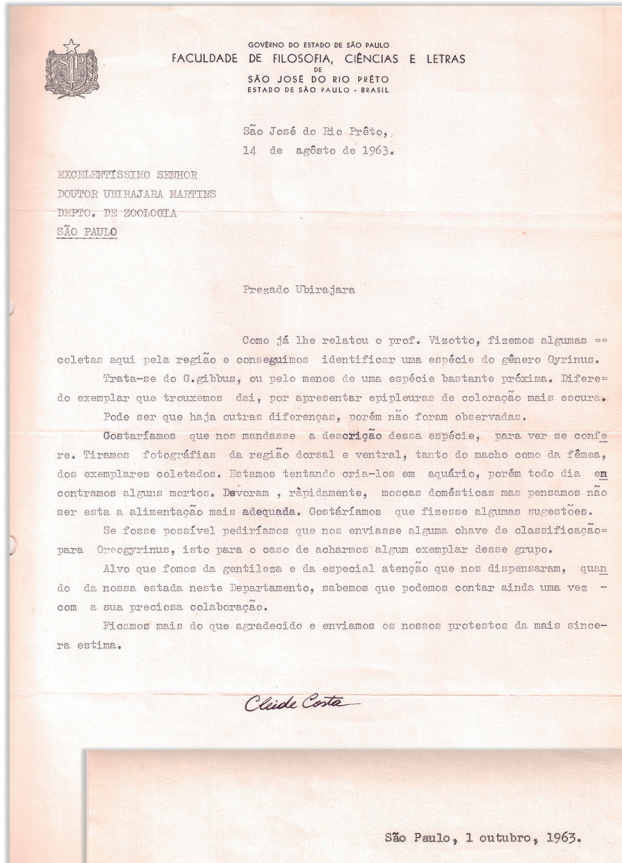 GOVÊRNO DO ESTADO DE SÃO PAULO
FACULDADE DE FILOSOFIA, CIÊNCIAS E LETRAS
DE
SÃO JOSÉ DO RIO PRÊTO
ESTADO DE SÃO PAULO - BRASIL
São José do Rio Prêto,
14 de agôsto de 1963.
EXCELENTÍSSIMO SENHOR
DOUTOR UBIRAJARA MARTINS
DEPTO. DE ZOOLOGIA
SÃO PAULO
Prezado Ubirajara
Como já lhe relatou o prof. Vizotto, fizemos algumas ==
coletas aqui pela região e conseguimos identificar uma espécie do gênero Gyrinus.
Trata-se do G.gibbus, ou pelo menos de uma espécie bastante próxima. Difere=
do exemplar que trouxemos daí, por apresentar epipleuras de coloração mais escura.
Pode ser que haja outras diferenças, porém não foram observadas.
Gostaríamos que nos mandasse a descrição dessa espécie, para ver se confe
re. Tiramos fotográfias da região dorsal e ventral, tanto do macho como da fêmea,
dos exemplares coletados. Estamos tentando cria-los em aquário, porém todo dia en
contramos alguns mortos. Devoram , ràpidamente, moscas domésticas mas pensamos não
ser esta a alimentação mais adequada. Gostáríamos que fizesse algumas sugestões.
Se fosse possível pediríamos que nos enviasse alguma chave de classificação=
para Oreogyrinus, isto para o caso de acharmos algum exemplar desse grupo.
Alvo que fomos da gentileza e da especial atenção que nos dispensaram, quan
do da nossa estada neste Departamento, sabemos que podemos contar ainda uma vez -
com a sua preciosa colaboração.
Ficamos mais do que agradecido e enviamos os nossos protestos da mais since-
ra estima.
Cleide Costa
São Paulo, 1 outubro, 1963.